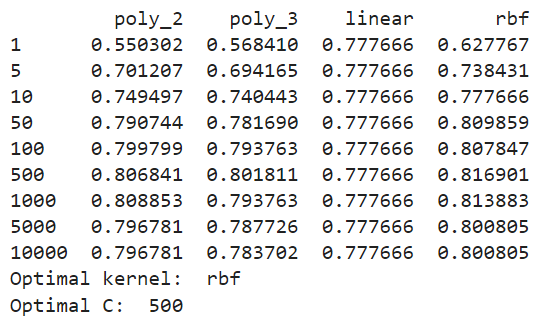 poly_2 poly_3 linear rbf
1 0.550302 0.568410 0.777666 0.627767
5 0.701207 0.694165 0.777666 0.738431
10 0.749497 0.740443 0.777666 0.777666
50 0.790744 0.781690 0.777666 0.809859
100 0.799799 0.793763 0.777666 0.807847
500 0.806841 0.801811 0.777666 0.816901
1000 0.808853 0.793763 0.777666 0.813883
5000 0.796781 0.787726 0.777666 0.800805
10000 0.796781 0.783702 0.777666 0.800805
Optimal kernel:  rbf
Optimal C:  500